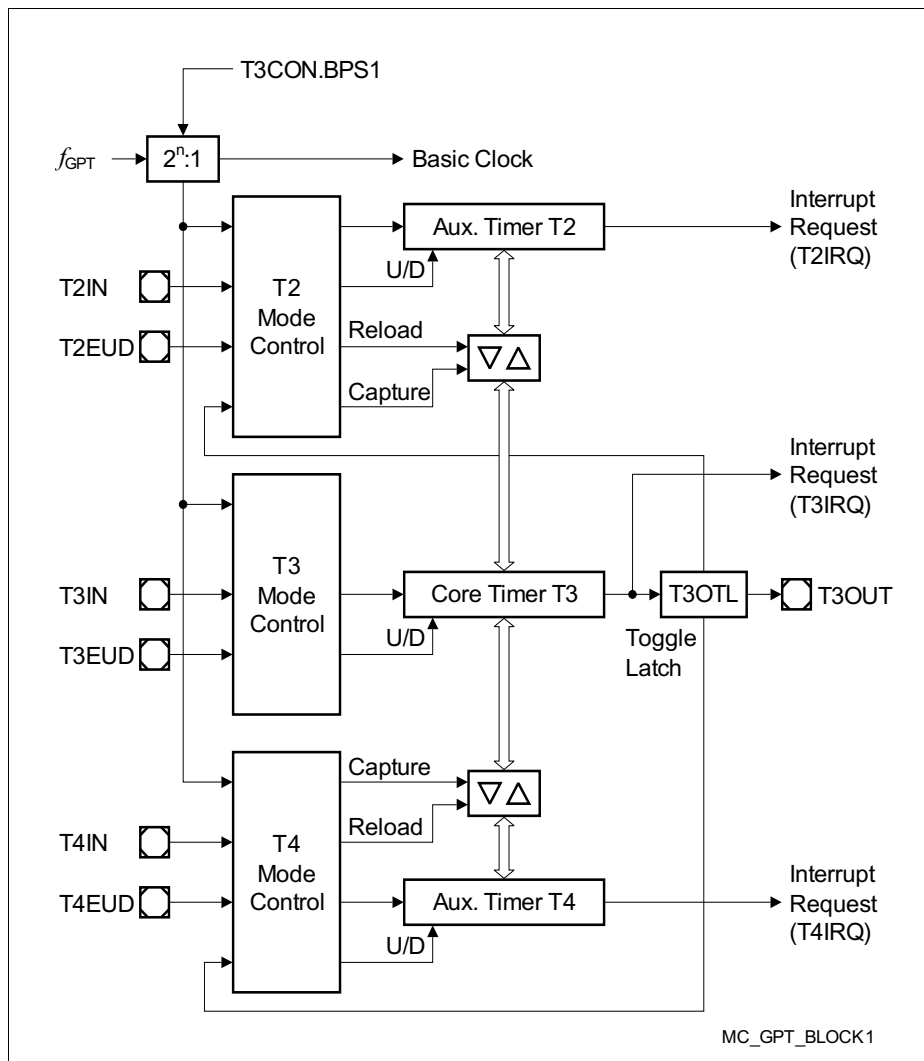 T3CON.BPS1
fGPT
2n:1
Basic Clock
Interrupt
Request
(T2IRQ)
Aux. Timer T2
U/D
T2IN
T2
Mode
Control
T2EUD
Reload
Capture
Interrupt
Request
(T3IRQ)
T3IN
T3
Mode
Control
Core Timer T3
T3OTL
T3OUT
T3EUD
U/D
Toggle
Latch
Capture
T4IN
Reload
T4
Mode
Control
T4EUD
Aux. Timer T4
Interrupt
Request
(T4IRQ)
U/D
MC_GPT_BLOCK1